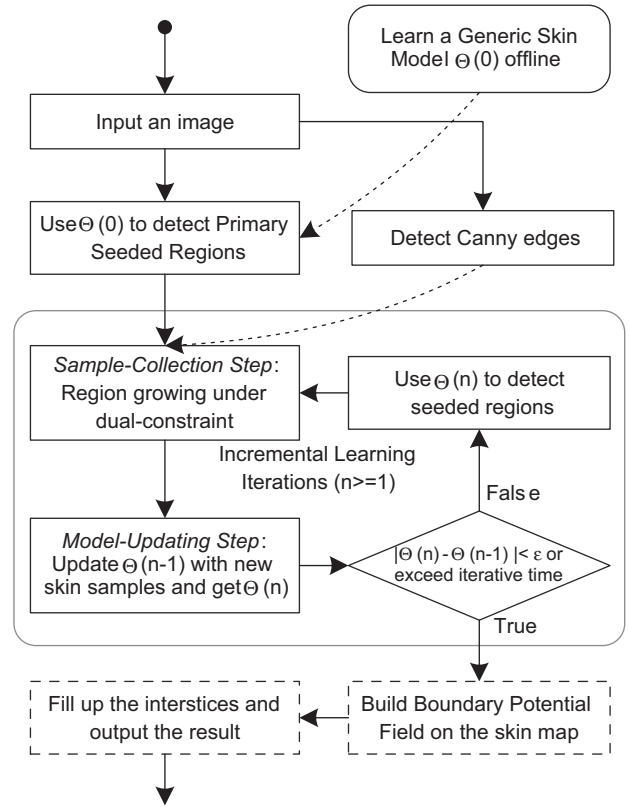 Learn a Generic Skin
Model Θ(0) offline
Input an image
Use Θ(0) to detect Primary
Seeded Regions
Detect Canny edges
Sample-Collection Step:
Region growing under
dual-constraint
Use Θ(n) to detect
seeded regions
Incremental Learning
Iterations (n>=1)
False
Model-Updating Step:
Update Θ(n-1) with new
skin samples and get Θ(n)
|Θ(n)-Θ(n-1)|< ε or
exceed iterative time
True
Fill up the interstices and
output the result
Build Boundary Potential
Field on the skin map